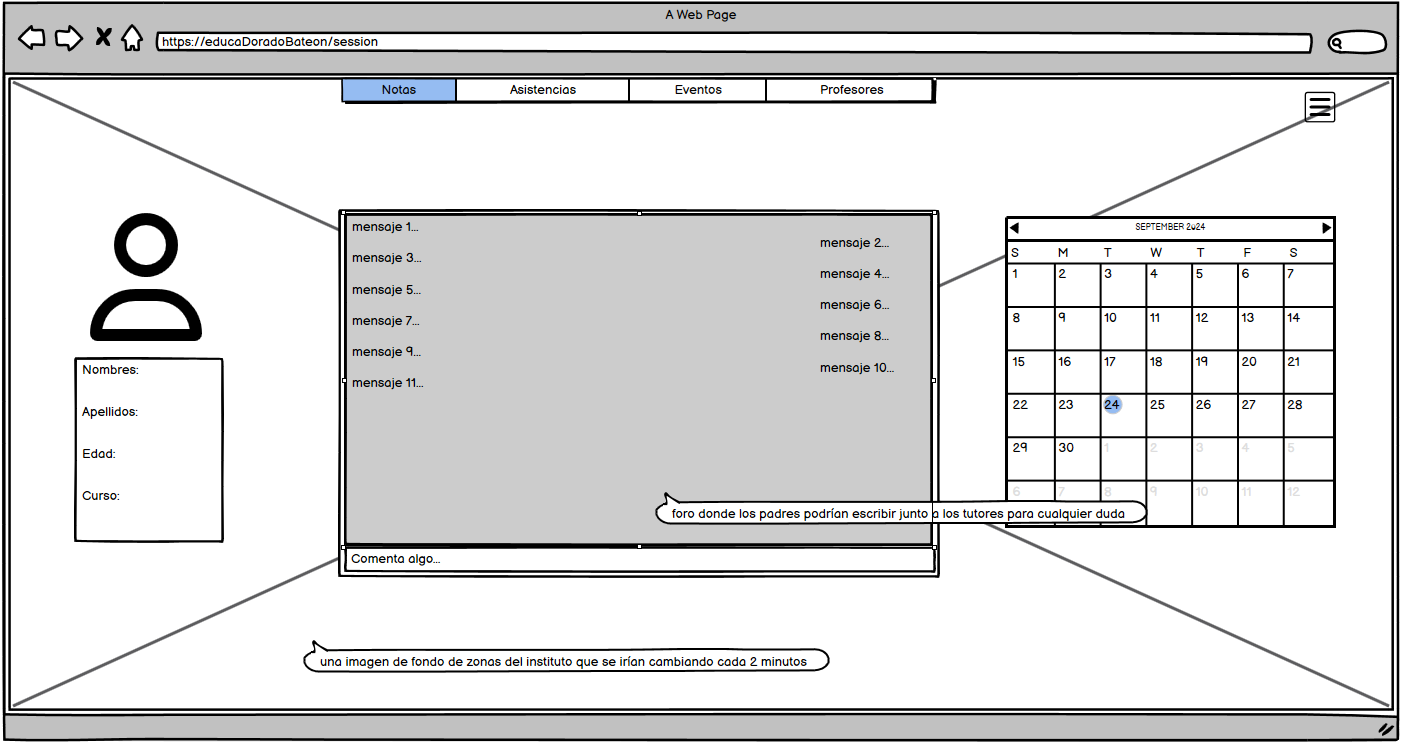 A Web Page
https://educaDoradoBateon/session
Notas Asistencias Eventos Profesores
mensaje 1...
mensaje 2...
mensaje 3...
mensaje 4...
mensaje 5...
mensaje 6...
mensaje 7...
mensaje 8...
mensaje 9...
mensaje 10...
mensaje 11...
foro donde los padres podrían escribir junto a los tutores para cualquier duda
Comenta algo...
Nombres:
Apellidos:
Edad:
Curso:
SEPTEMBER 2024
S M T W T F S
1 2 3 4 5 6 7
8 9 10 11 12 13 14
15 16 17 18 19 20 21
22 23 24 25 26 27 28
29 30 1 2 3 4 5
6 7 8 9 10 11 12
una imagen de fondo de zonas del instituto que se irían cambiando cada 2 minutos